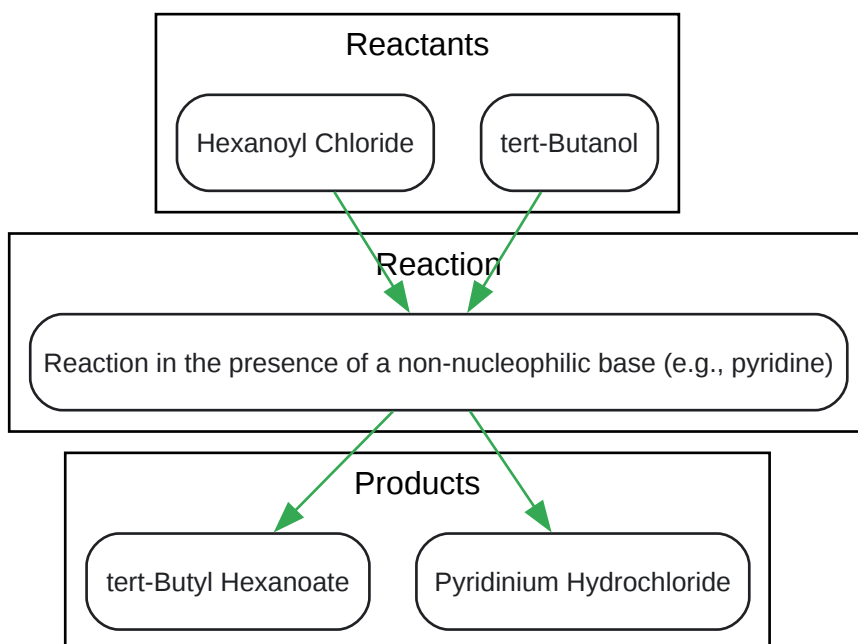 Reactants
Hexanoyl Chloride
tert-Butanol
Reaction
Reaction in the presence of a non-nucleophilic base (e.g., pyridine)
Products
tert-Butyl Hexanoate
Pyridinium Hydrochloride